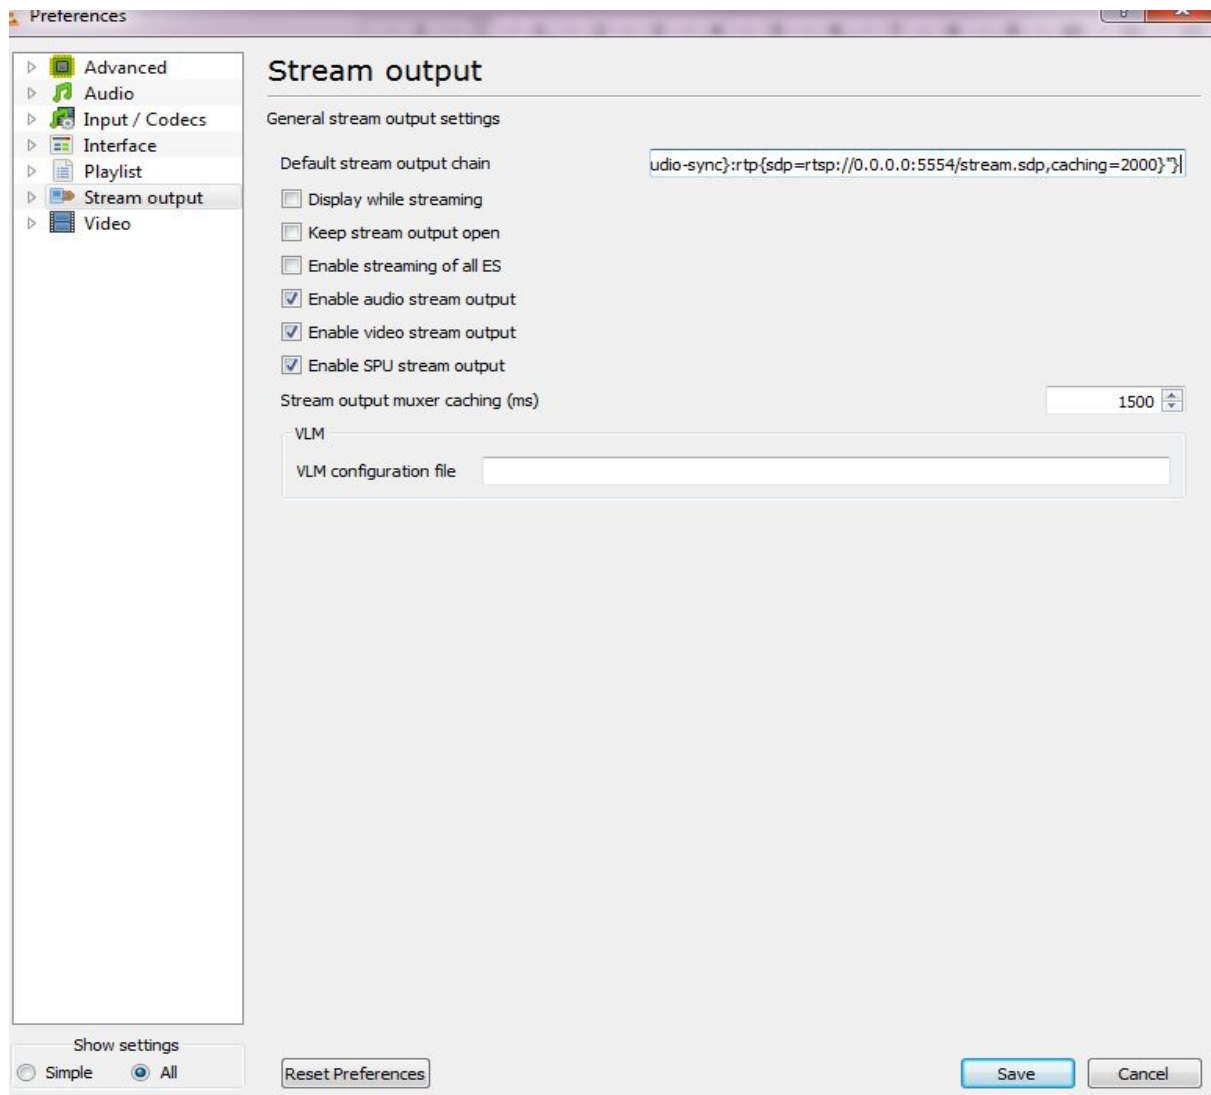 Preferences
Advanced
Audio
Input / Codecs
Interface
Playlist
Stream output
Video
Stream output
General stream output settings
Default stream output chain udio-sync}:rtp{sdp=rtsp://0.0.0.0:5554/stream.sdp,caching=2000}"}
Display while streaming
Keep stream output open
Enable streaming of all ES
Enable audio stream output
Enable video stream output
Enable SPU stream output
Stream output muxer caching (ms) 1500
VLM
VLM configuration file
Show settings
Simple All
Reset Preferences Save Cancel